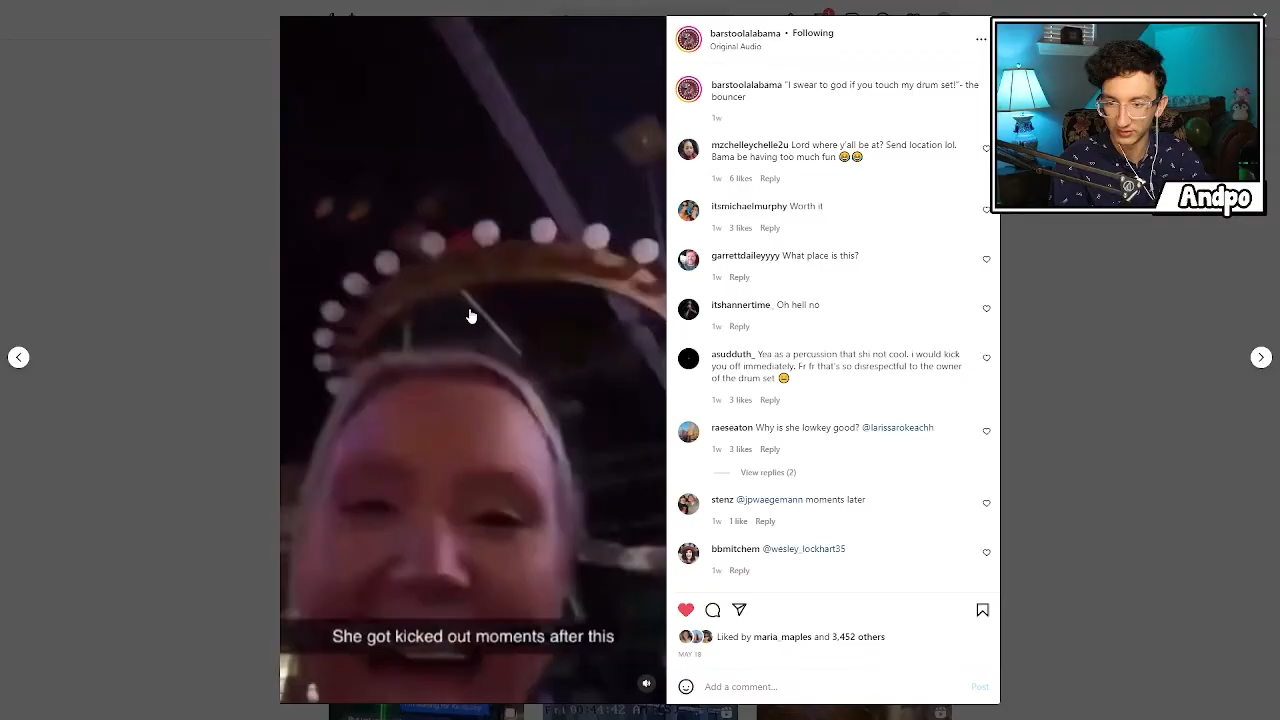 barstoolalabama • Following
Original Audio
barstoolalabama "I swear to god if you touch my drum set!"- the
bouncer
1w
mzchelleychelle2u Lord where y'all be at? Send location lol.
Bama be having too much fun 😂😂
1w 6 likes Reply
itsmichaelmurphy Worth it
1w 3 likes Reply
garrettdaileyyyy What place is this?
1w Reply
itshannertime_ Oh hell no
1w Reply
asudduth_ Yea as a percussion that shi not cool. i would kick
you off immediately. Fr fr that's so disrespectful to the owner
of the drum set
1w 3 likes Reply
raeseaton Why is she lowkey good? @larissarokeachh
1w 3 likes Reply
View replies (2)
stenz @jpwaegemann moments later
1w 1 like Reply
bbmitchem @wesley_lockhart35
1w Reply
Liked by maria_maples and 3,452 others
MAY 18
Add a comment...
Post
She got kicked out moments after this
Andpo